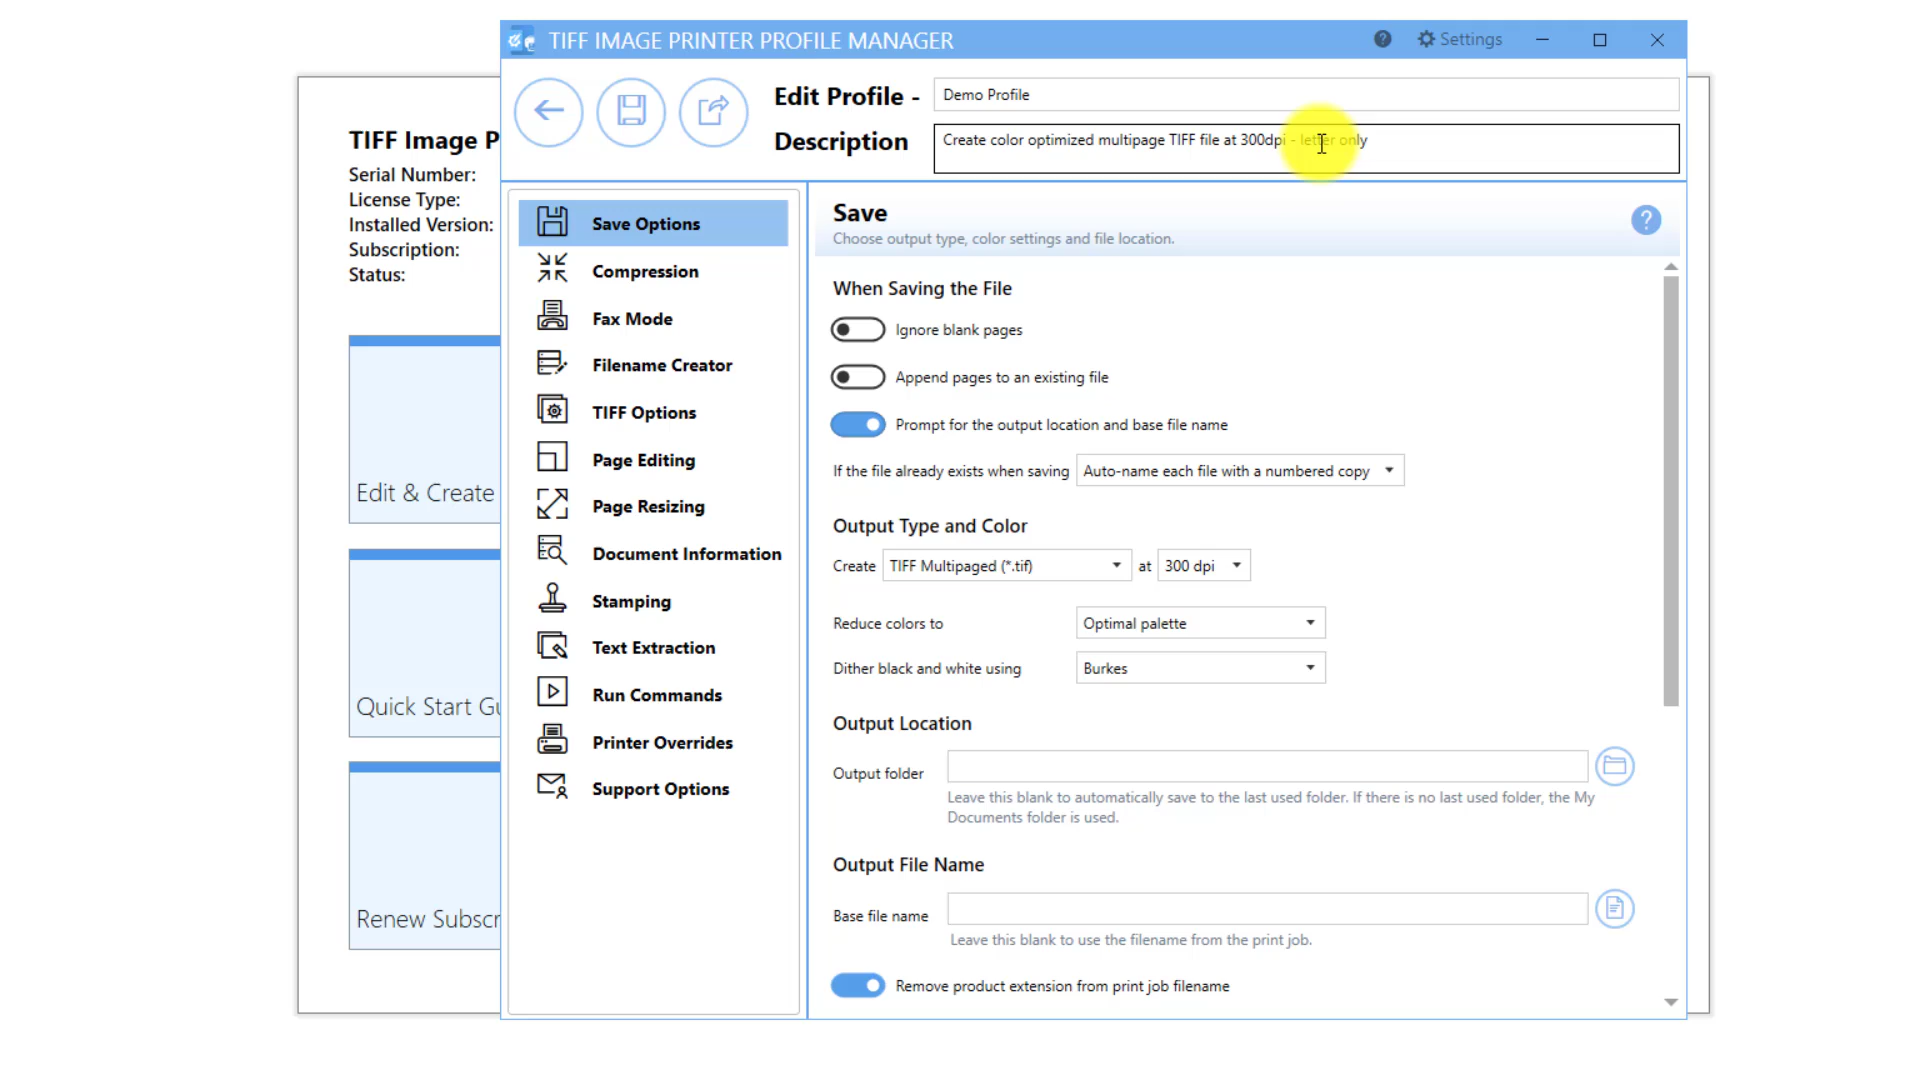 TIFF IMAGE PRINTER PROFILE MANAGER
Settings
Edit Profile - Demo Profile
Description Create color optimized multipage TIFF file at 300dpi - letter only
TIFF Image P
Serial Number:
License Type:
Installed Version:
Subscription:
Status:
Edit & Create
Quick Start Gu
Renew Subscr
Save Options
Compression
Fax Mode
Filename Creator
TIFF Options
Page Editing
Page Resizing
Document Information
Stamping
Text Extraction
Run Commands
Printer Overrides
Support Options
Save
Choose output type, color settings and file location.
When Saving the File
Ignore blank pages
Append pages to an existing file
Prompt for the output location and base file name
If the file already exists when saving Auto-name each file with a numbered copy
Output Type and Color
Create TIFF Multipaged (*.tif) at 300 dpi
Reduce colors to Optimal palette
Dither black and white using Burkes
Output Location
Output folder
Leave this blank to automatically save to the last used folder. If there is no last used folder, the My
Documents folder is used.
Output File Name
Base file name
Leave this blank to use the filename from the print job.
Remove product extension from print job filename